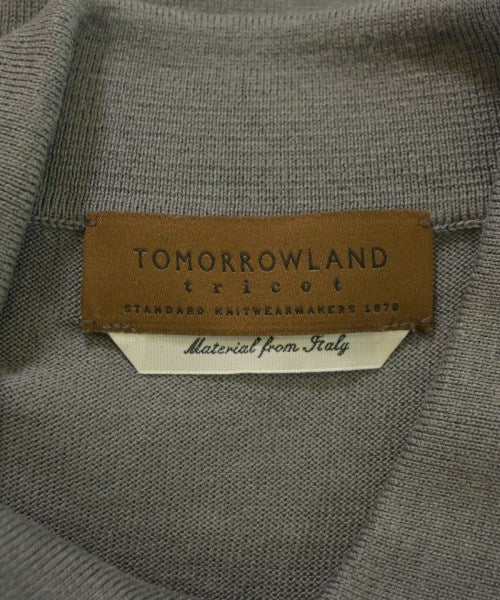 TOMORROWLAND
tricot
STANDARD KNITWEARMAKERS 1978
Material from Italy